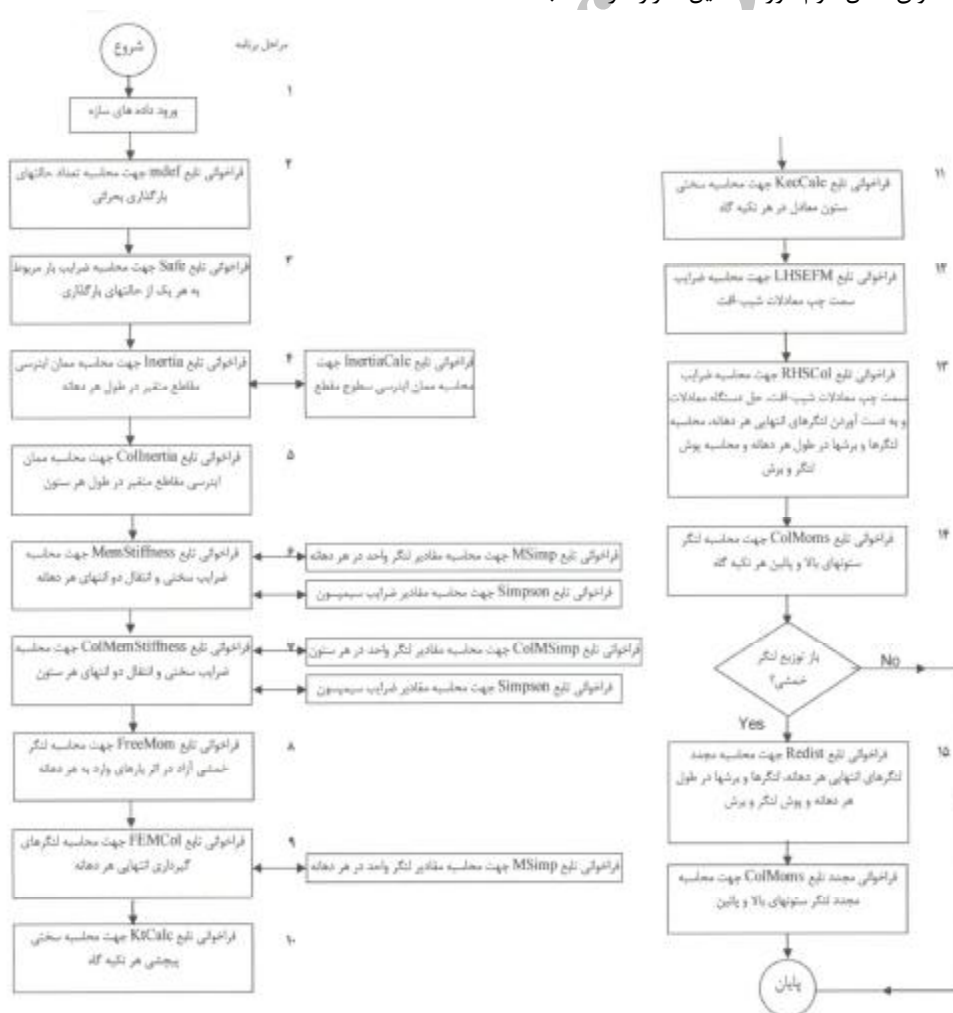 شروع
مراحل برنامه
۱
ورود داده های سازه
۲
فراخوانی تابع mdef جهت محاسبه تعداد حالتهای
بارگذاری بحرانی
۳
فراخوانی تابع Safe جهت محاسبه ضرایب بار مربوط
به هر یک از حالتهای بارگذاری
۴
فراخوانی تابع Inertia جهت محاسبه ممان اینرسی
مقاطع متغیر در طول هر دهانه
فراخوانی تابع InertiaCalc جهت
محاسبه ممان اینرسی سطوح مقطع
۵
فراخوانی تابع ColInertia جهت محاسبه ممان
اینرسی مقاطع متغیر در طول هر ستون
۶
فراخوانی تابع MemStiffness جهت محاسبه
ضرایب سختی و انتقال دو انتهای هر دهانه
فراخوانی تابع MSimp جهت محاسبه مقادیر لنگر واحد در هر دهانه
فراخوانی تابع Simpson جهت محاسبه مقادیر ضرایب سیمپسون
۷
فراخوانی تابع ColMemStiffness جهت محاسبه
ضرایب سختی و انتقال دو انتهای هر ستون
فراخوانی تابع ColMSimp جهت محاسبه مقادیر لنگر واحد در هر ستون
فراخوانی تابع Simpson جهت محاسبه مقادیر ضرایب سیمپسون
۸
فراخوانی تابع FreeMom جهت محاسبه لنگر
خمشی آزاد در اثر بارهای وارد به هر دهانه
۹
فراخوانی تابع FEMCol جهت محاسبه لنگرهای
گیرداری انتهایی هر دهانه
فراخوانی تابع MSimp جهت محاسبه مقادیر لنگر واحد در هر دهانه
۱۰
فراخوانی تابع KtCalc جهت محاسبه سختی
پیچشی هر تکیه گاه
۱۱
فراخوانی تابع KecCalc جهت محاسبه سختی
ستون معادل در هر تکیه گاه
۱۲
فراخوانی تابع LHSEFM جهت محاسبه ضرایب
سمت چپ معادلات شیب-افت
۱۳
فراخوانی تابع RHSCol جهت محاسبه ضرایب
سمت چپ معادلات شیب-افت، حل دستگاه معادلات
و به دست آوردن لنگرهای انتهایی هر دهانه، محاسبه
لنگرها و برشها در طول هر دهانه و محاسبه پوش
لنگر و برش
۱۴
فراخوانی تابع ColMoms جهت محاسبه لنگر
ستونهای بالا و پائین هر تکیه گاه
باز توزیع لنگر
خمشی؟
No
Yes
۱۵
فراخوانی تابع Redist جهت محاسبه مجدد
لنگرهای انتهایی هر دهانه، لنگرها و برشها در طول
هر دهانه و پوش لنگر و برش
فراخوانی مجدد تابع ColMoms جهت محاسبه
مجدد لنگر ستونهای بالا و پائین
پایان